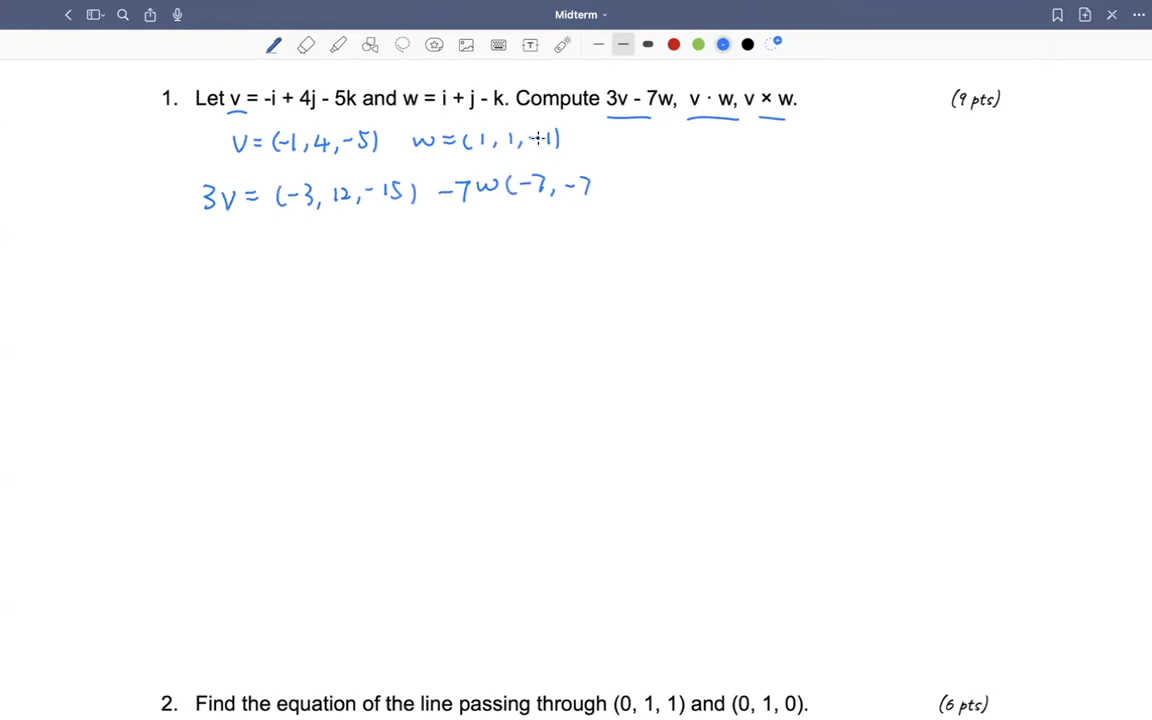 Midterm
1. Let v = -i + 4j - 5k and w = i + j - k. Compute 3v - 7w, v · w, v × w. (9 pts)
v = (-1, 4, -5) w = (1, 1, -1)
3v = (-3, 12, -15) -7w (-7, -7
2. Find the equation of the line passing through (0, 1, 1) and (0, 1, 0). (6 pts)